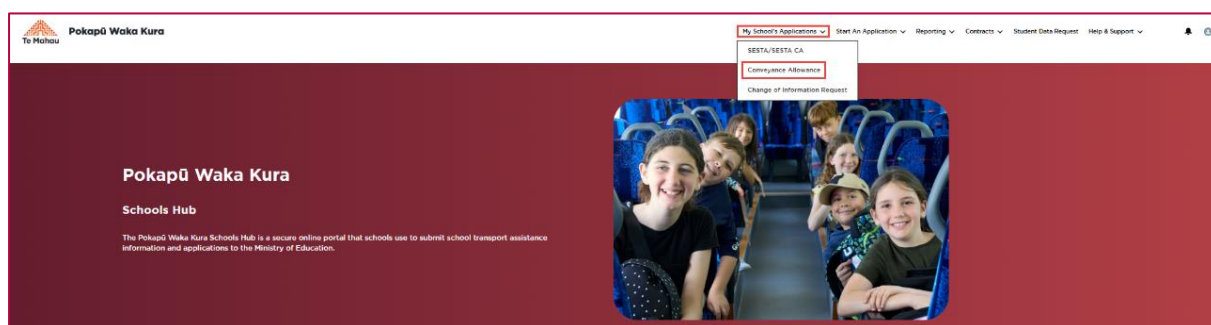 Te Mahau
Pokapū Waka Kura
My School's Applications Start An Application Reporting Contracts Student Data Request Help & Support
SESTA/SESTA CA
Conveyance Allowance
Change of Information Request
Pokapū Waka Kura
Schools Hub
The Pokapū Waka Kura Schools Hub is a secure online portal that schools use to submit school transport assistance
information and applications to the Ministry of Education.